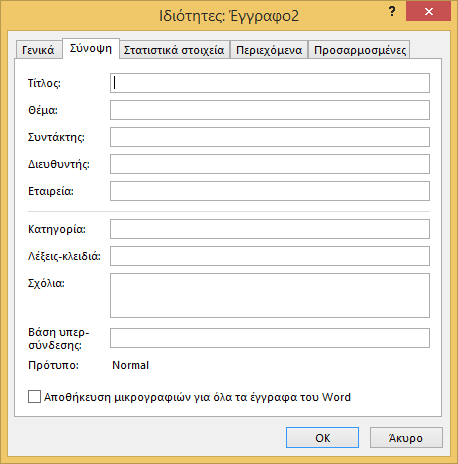 Ιδιότητες: Έγγραφο2
?
Γενικά Σύνοψη Στατιστικά στοιχεία Περιεχόμενα Προσαρμοσμένες
Τίτλος:
Θέμα:
Συντάκτης:
Διευθυντής:
Εταιρεία:
Κατηγορία:
Λέξεις-κλειδιά:
Σχόλια:
Βάση υπερ-
σύνδεσης:
Πρότυπο: Normal
Αποθήκευση μικρογραφιών για όλα τα έγγραφα του Word
OK Άκυρο